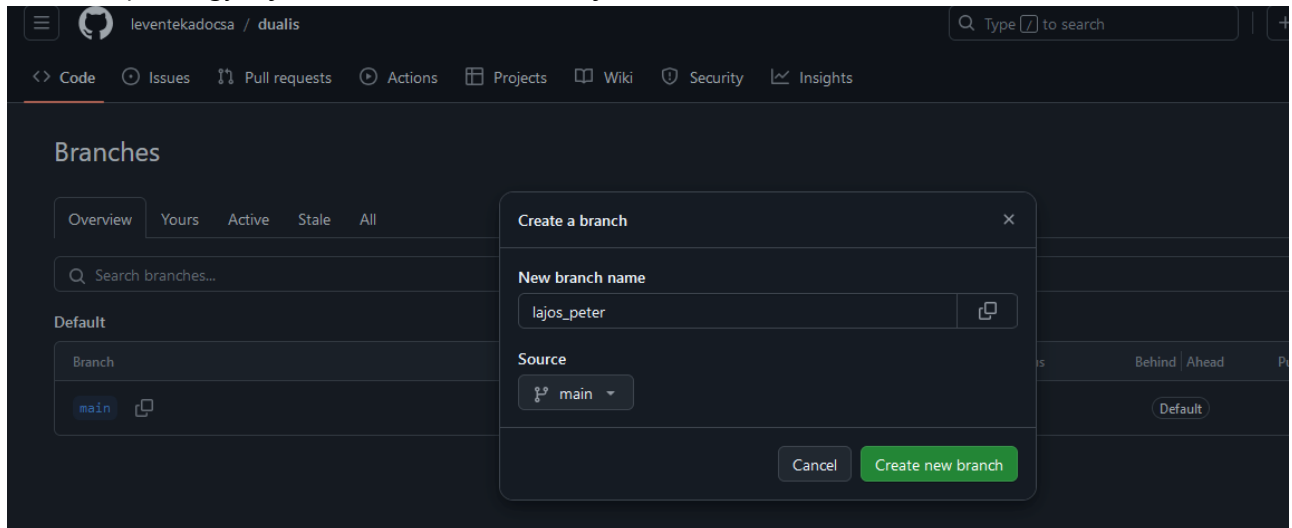 leventekadocsa / dualis
Type / to search
Code Issues Pull requests Actions Projects Wiki Security Insights
Branches
Overview Yours Active Stale All
Search branches...
Default
Branch Behind Ahead
main Default
Create a branch
New branch name
lajos_peter
Source
main
Cancel Create new branch